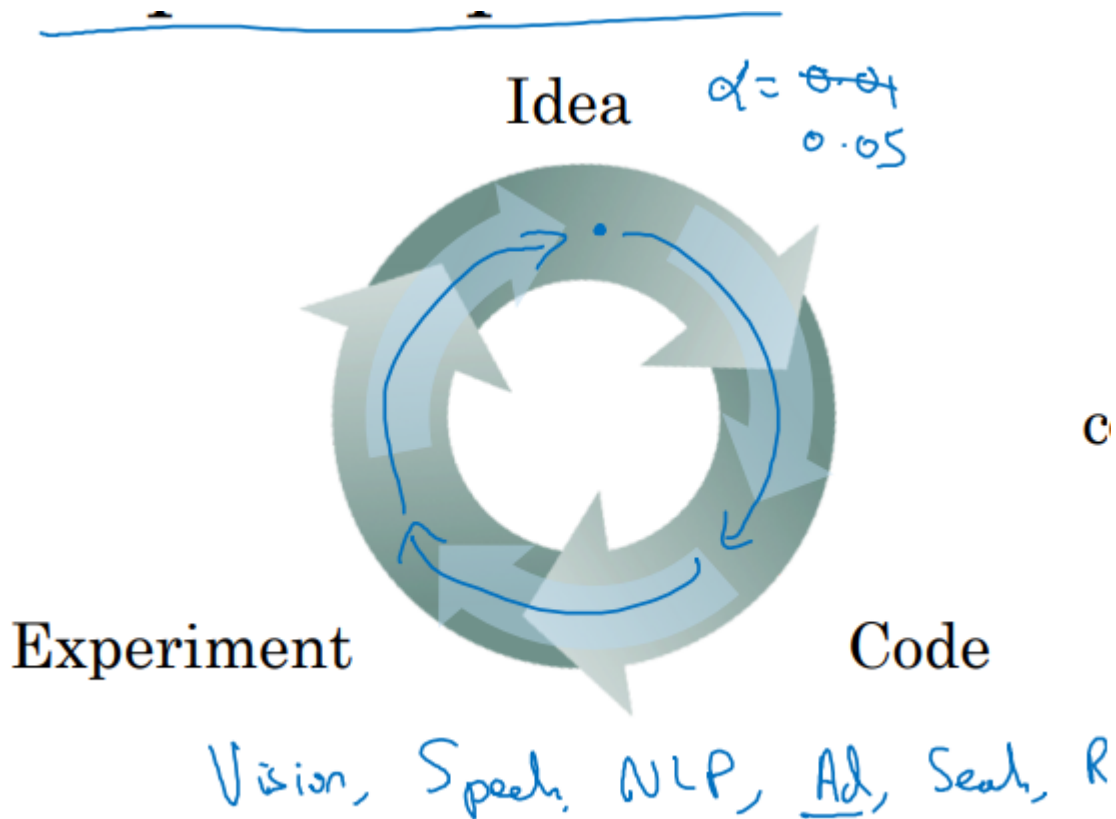 Idea
α = 0.01
0.05
Experiment
Code
Vision, Speech, NLP, Ad, Search, R